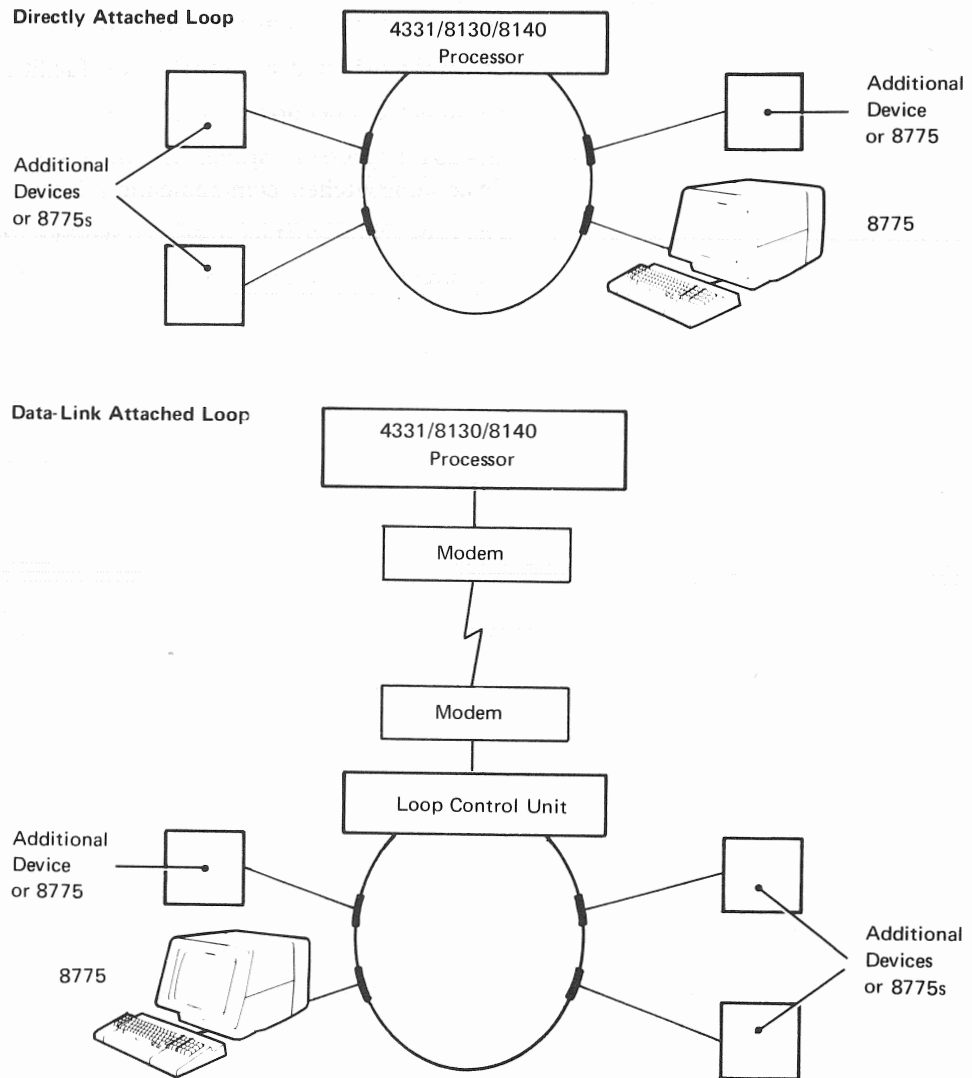 Directly Attached Loop
4331/8130/8140
Processor
Additional
Device
or 8775
Additional
Devices
or 8775s
8775
Data-Link Attached Loop
4331/8130/8140
Processor
Modem
Modem
Loop Control Unit
Additional
Device
or 8775
8775
Additional
Devices
or 8775s